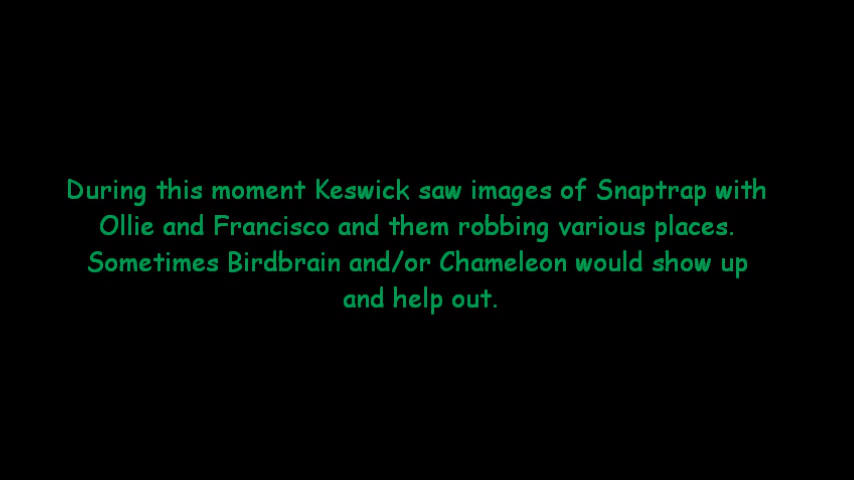 During this moment Keswick saw images of Snaptrap with
Ollie and Francisco and them robbing various places.
Sometimes Birdbrain and/or Chameleon would show up
and help out.